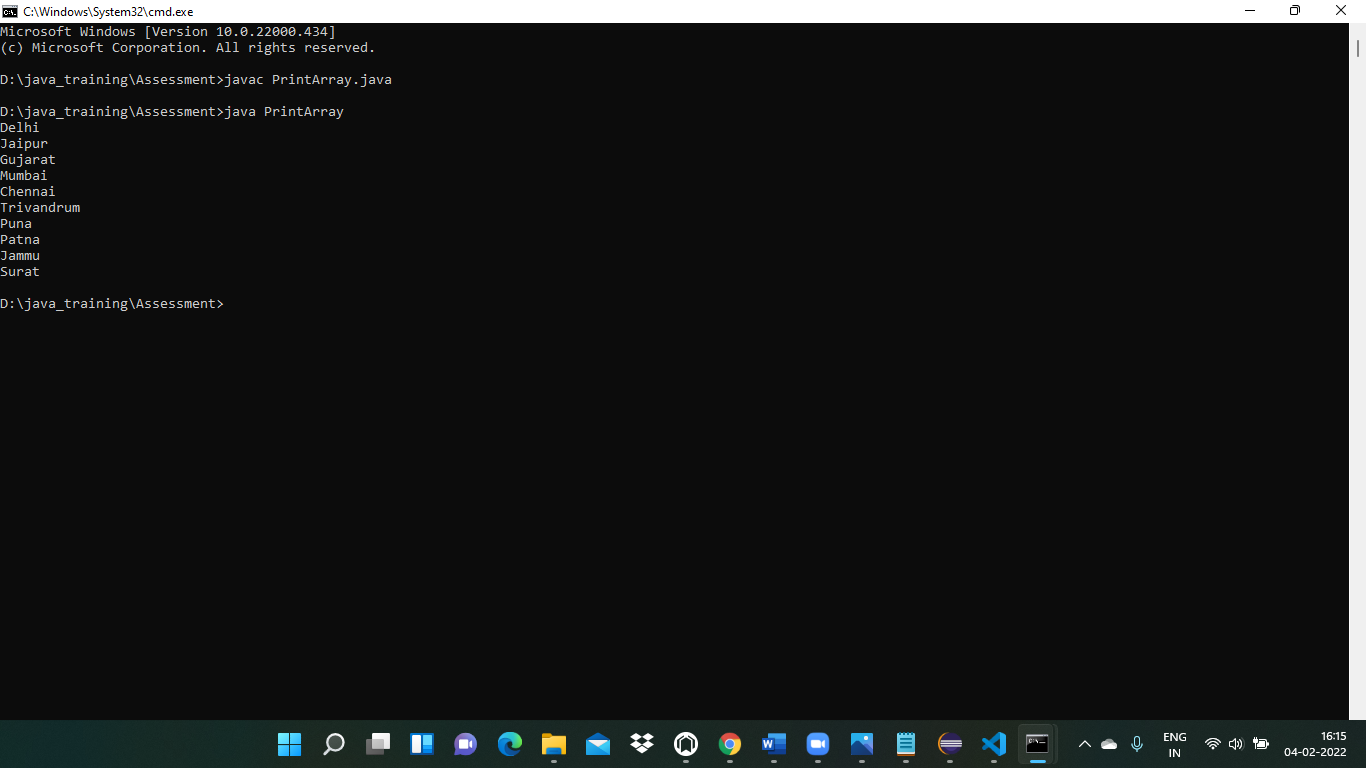 C:\Windows\System32\cmd.exe
Microsoft Windows [Version 10.0.22000.434]
(c) Microsoft Corporation. All rights reserved.
D:\java_training\Assessment>javac PrintArray.java
D:\java_training\Assessment>java PrintArray
Delhi
Jaipur
Gujarat
Mumbai
Chennai
Trivandrum
Puna
Patna
Jammu
Surat
D:\java_training\Assessment>
ENG
IN
16:15
04-02-2022